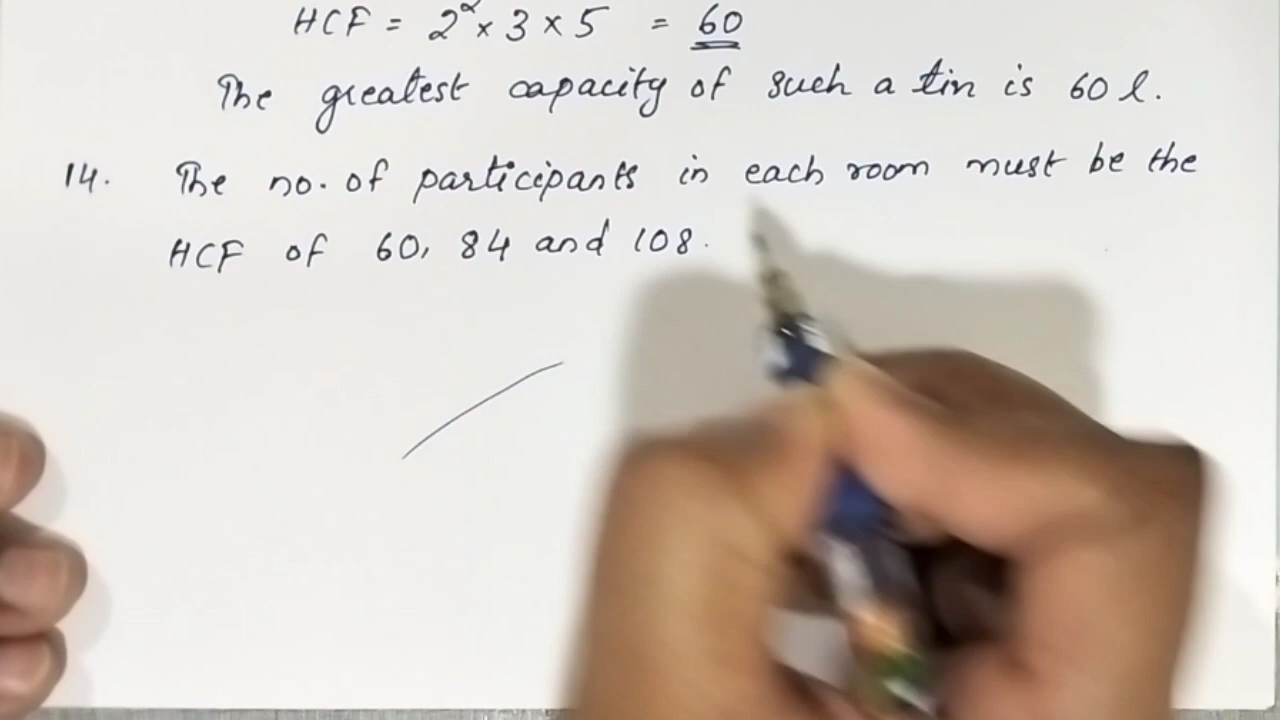 HCF = 2² × 3 × 5 = 60
The greatest capacity of such a tin is 60 l.
14. The no. of participants in each room must be the
HCF of 60, 84 and 108.